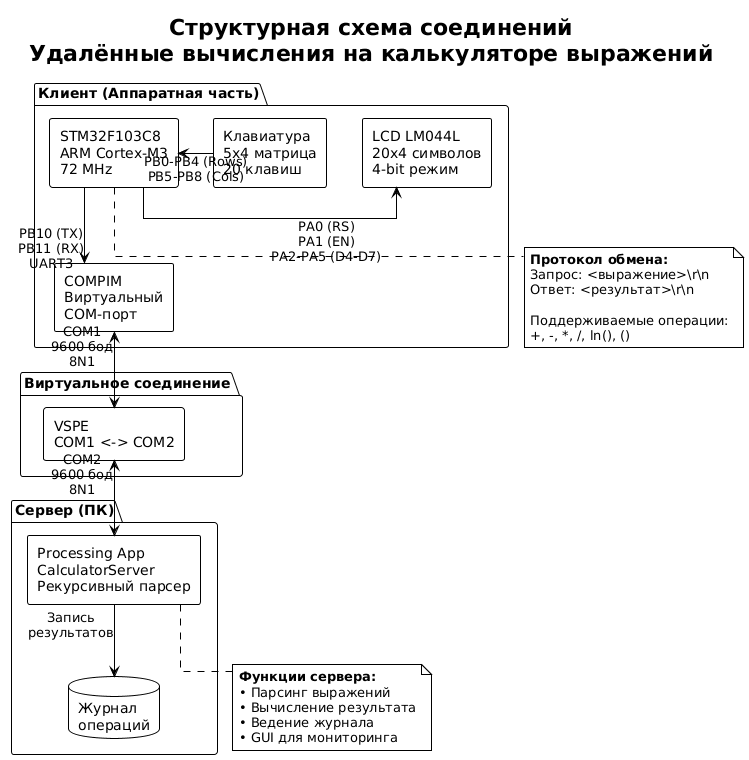 Структурная схема соединений
Удалённые вычисления на калькуляторе выражений
Клиент (Аппаратная часть)
STM32F103C8
ARM Cortex-M3
72 MHz
Клавиатура
5x4 матрица
20 клавиш
LCD LM044L
20x4 символов
4-bit режим
PB0-PB4 (Rows)
PB5-PB8 (Cols)
PA0 (RS)
PA1 (EN)
PA2-PA5 (D4-D7)
PB10 (TX)
PB11 (RX)
UART3
Протокол обмена:
Запрос: <выражение>\r\n
Ответ: <результат>\r\n
Поддерживаемые операции:
+, -, *, /, ln(), ()
COMPIM
Виртуальный
COM-порт
COM1
9600 бод
8N1
Виртуальное соединение
VSPE
COM1 <-> COM2
COM2
9600 бод
8N1
Сервер (ПК)
Processing App
CalculatorServer
Рекурсивный парсер
Запись
результатов
Журнал
операций
Функции сервера:
• Парсинг выражений
• Вычисление результата
• Ведение журнала
• GUI для мониторинга